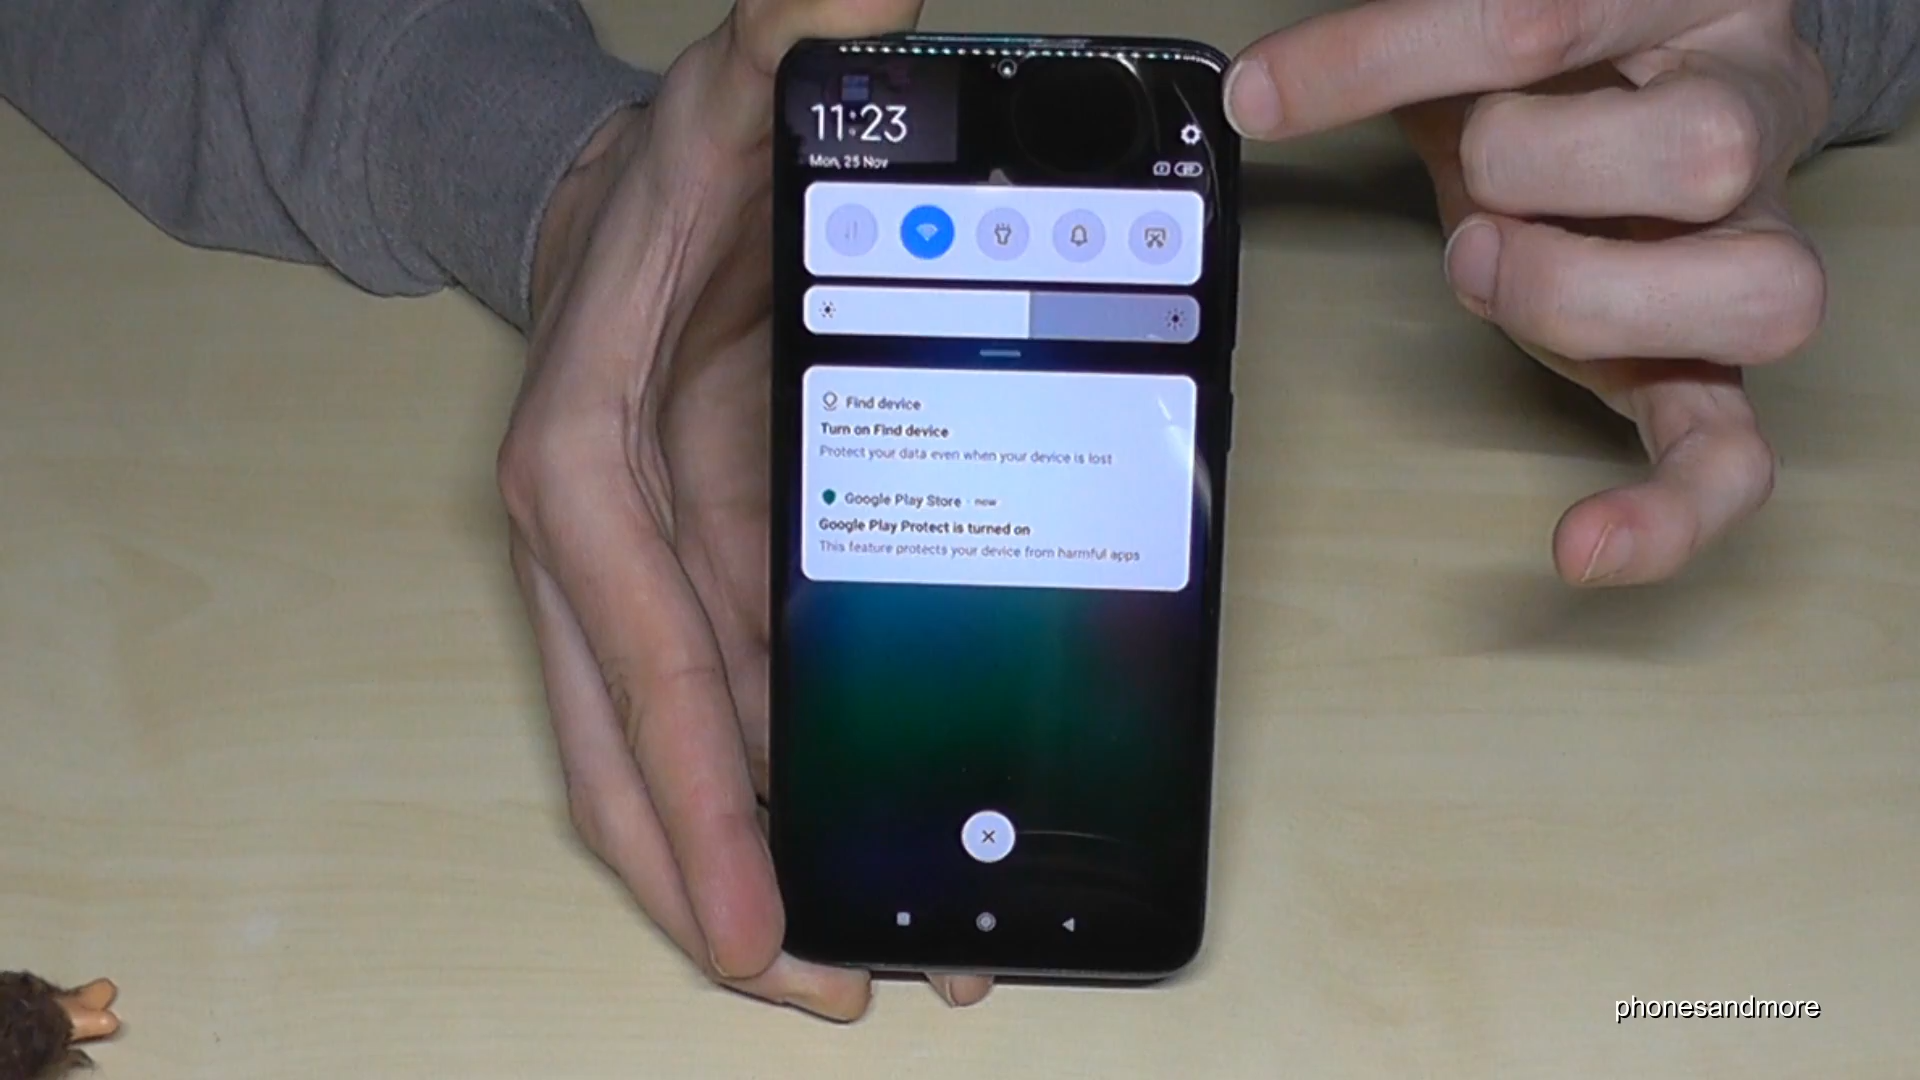 11:23
Mon, 25 Nov
Find device
Turn on Find device
Protect your data even when your device is lost
Google Play Store · now
Google Play Protect is turned on
This feature protects your device from harmful apps
phonesandmore